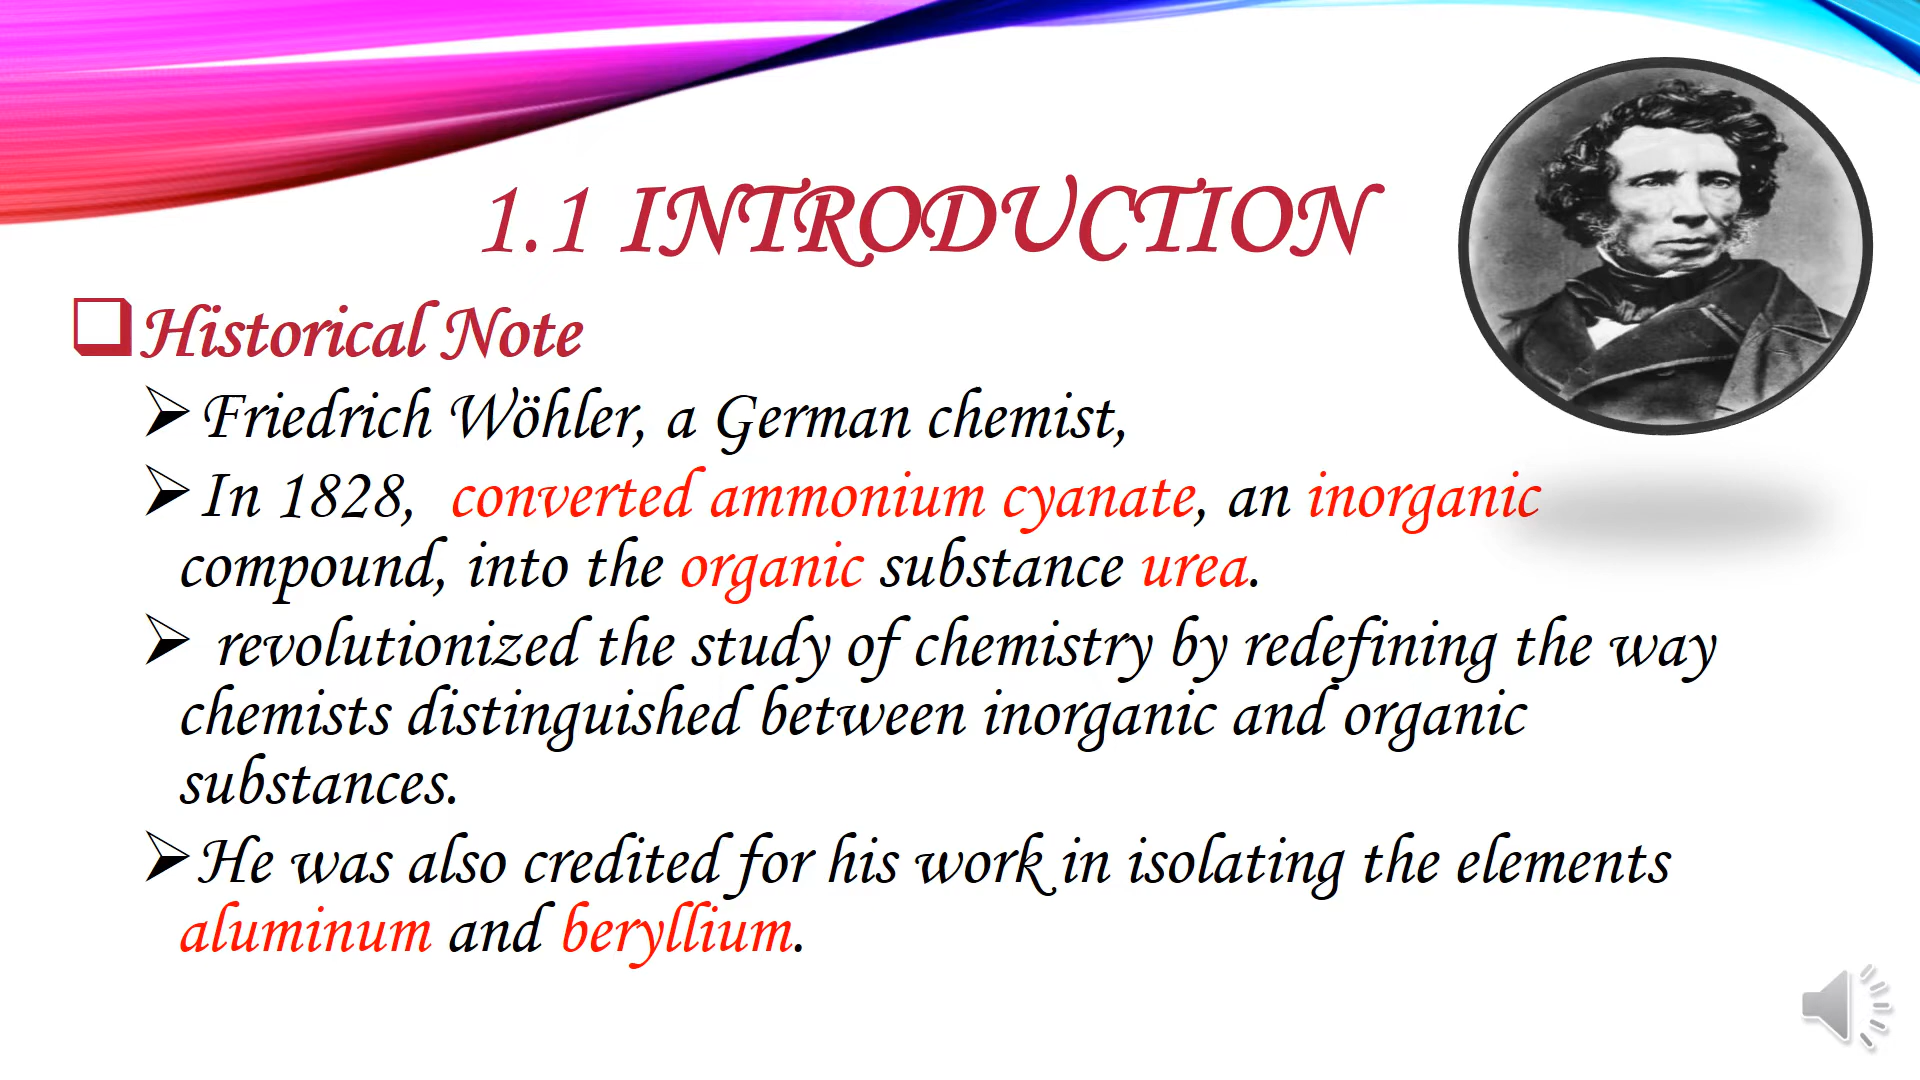 1.1 INTRODUCTION
Historical Note
Friedrich Wöhler, a German chemist,
In 1828, converted ammonium cyanate, an inorganic
compound, into the organic substance urea.
revolutionized the study of chemistry by redefining the way
chemists distinguished between inorganic and organic
substances.
He was also credited for his work in isolating the elements
aluminum and beryllium.